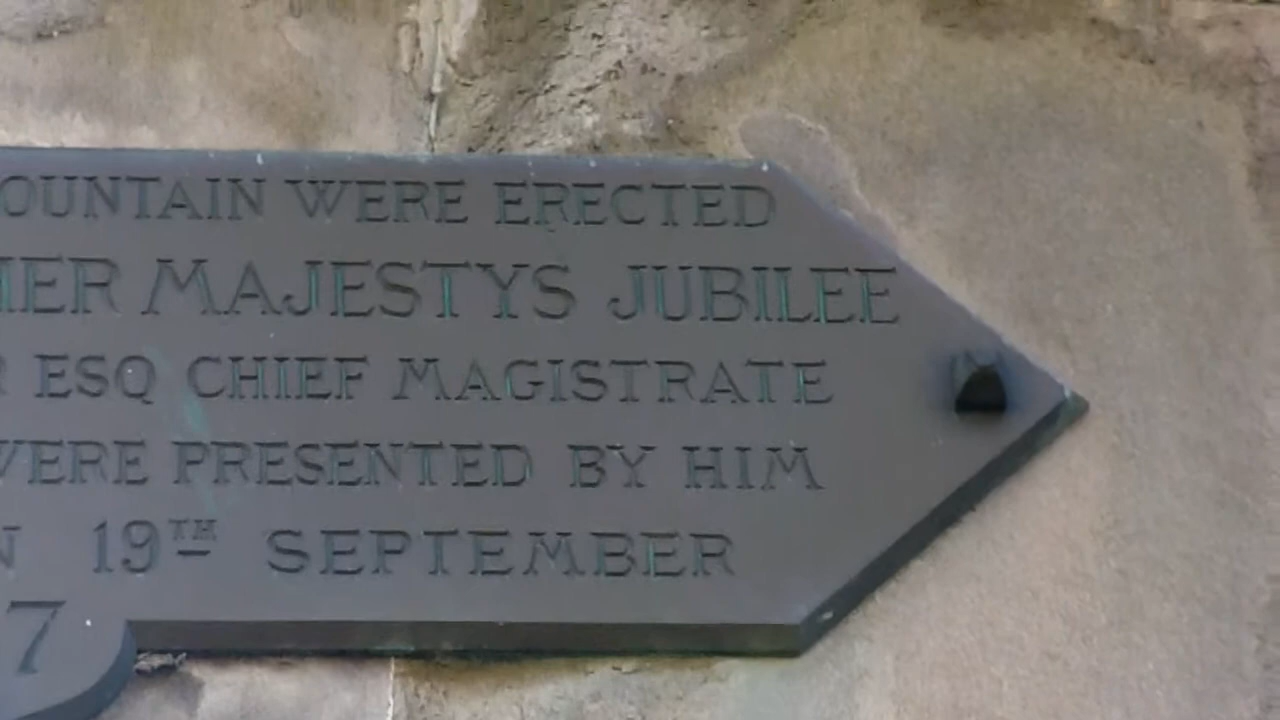 OUNTAIN WERE ERECTED
HER MAJESTYS JUBILEE
R ESQ CHIEF MAGISTRATE
WERE PRESENTED BY HIM
N 19TH SEPTEMBER
7